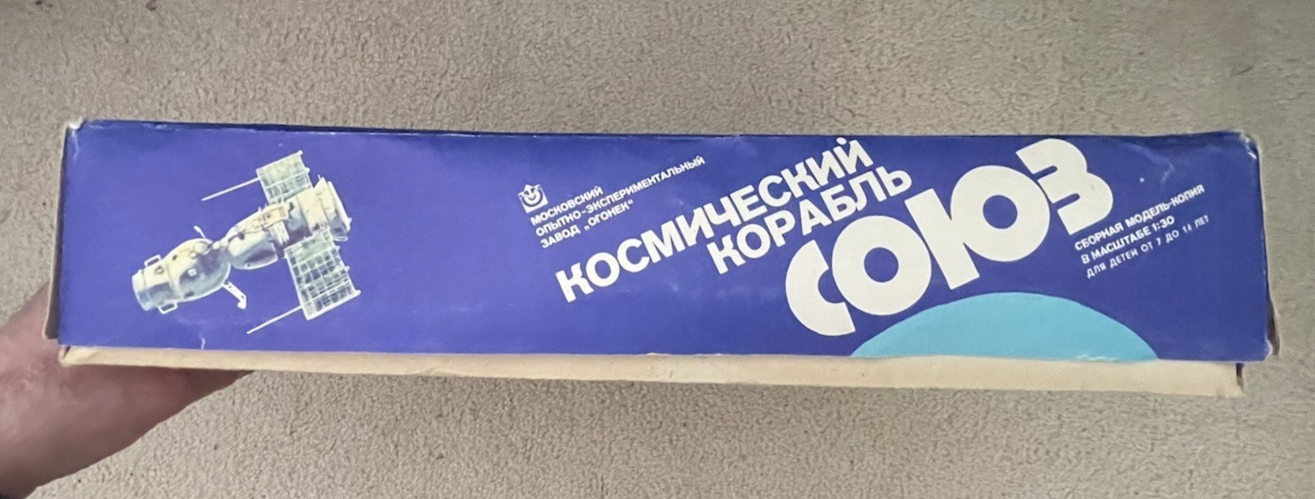 МОСКОВСКИЙ
ОПЫТНО-ЭКСПЕРИМЕНТАЛЬНЫЙ
ЗАВОД „ОГОНЕК"
КОСМИЧЕСКИЙ
КОРАБЛЬ
СОЮЗ
СБОРНАЯ МОДЕЛЬ-КОПИЯ
В МАСШТАБЕ 1:30
ДЛЯ ДЕТЕЙ ОТ 7 ДО 14 ЛЕТ